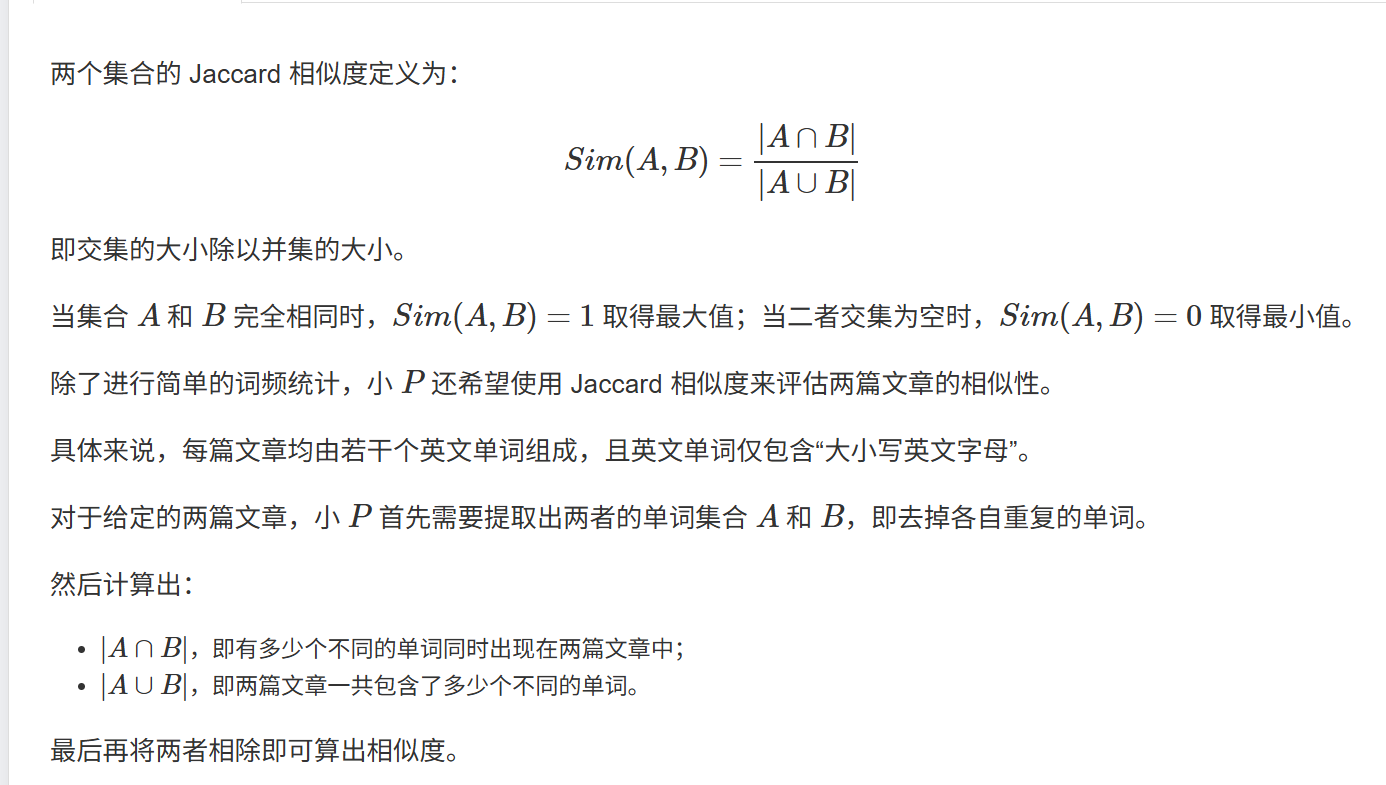 两个集合的 Jaccard 相似度定义为：
Sim(A, B) = |A ∩ B| / |A ∪ B|
即交集的大小除以并集的大小。
当集合 A 和 B 完全相同时，Sim(A, B) = 1 取得最大值；当二者交集为空时，Sim(A, B) = 0 取得最小值。
除了进行简单的词频统计，小 P 还希望使用 Jaccard 相似度来评估两篇文章的相似性。
具体来说，每篇文章均由若干个英文单词组成，且英文单词仅包含“大小写英文字母”。
对于给定的两篇文章，小 P 首先需要提取出两者的单词集合 A 和 B，即去掉各自重复的单词。
然后计算出：
• |A ∩ B|，即有多少个不同的单词同时出现在两篇文章中；
• |A ∪ B|，即两篇文章一共包含了多少个不同的单词。
最后再将两者相除即可算出相似度。